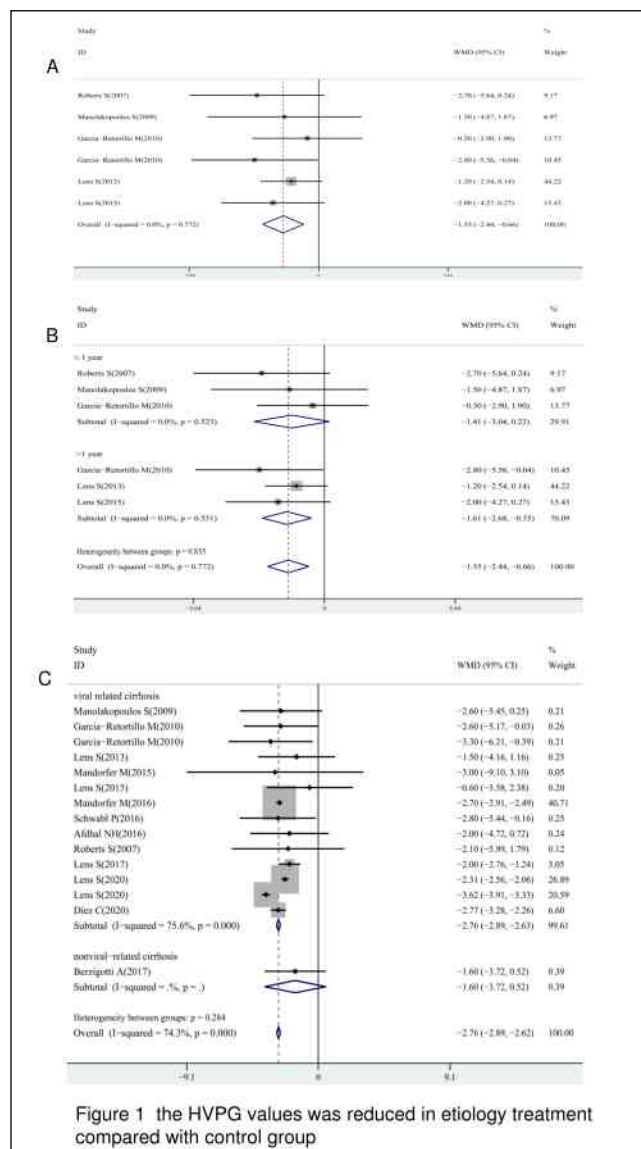 A
Study %
ID WMD (95% CI) Weight
Roberts S(2007) −2.70 (−5.64, 0.24) 9.17
Manolakopoulos S(2009) −1.50 (−4.87, 1.87) 6.97
Garcia−Retortillo M(2010) −0.50 (−2.90, 1.90) 13.77
Garcia−Retortillo M(2010) −2.80 (−5.56, −0.04) 10.45
Lens S(2013) −1.20 (−2.54, 0.14) 44.22
Lens S(2015) −2.00 (−4.27, 0.27) 15.43
Overall (I−squared = 0.0%, p = 0.772) −1.55 (−2.44, −0.66) 100.00
0
B
Study %
ID WMD (95% CI) Weight
1 year
Roberts S(2007) −2.70 (−5.64, 0.24) 9.17
Manolakopoulos S(2009) −1.50 (−4.87, 1.87) 6.97
Garcia−Retortillo M(2010) −0.50 (−2.90, 1.90) 13.77
Subtotal (I−squared = 0.0%, p = 0.523) −1.41 (−3.04, 0.22) 29.91
>1 year
Garcia−Retortillo M(2010) −2.80 (−5.56, −0.04) 10.45
Lens S(2013) −1.20 (−2.54, 0.14) 44.22
Lens S(2015) −2.00 (−4.27, 0.27) 15.43
Subtotal (I−squared = 0.0%, p = 0.551) −1.61 (−2.68, −0.55) 70.09
Heterogeneity between groups: p = 0.835
Overall (I−squared = 0.0%, p = 0.772) −1.55 (−2.44, −0.66) 100.00
−5.64 0 5.64
C
Study %
ID WMD (95% CI) Weight
viral related cirrhosis
Manolakopoulos S(2009) −2.60 (−5.45, 0.25) 0.21
Garcia−Retortillo M(2010) −2.60 (−5.17, −0.03) 0.26
Garcia−Retortillo M(2010) −3.30 (−6.21, −0.39) 0.21
Lens S(2013) −1.50 (−4.16, 1.16) 0.25
Mandorfer M(2015) −3.00 (−9.10, 3.10) 0.05
Lens S(2015) −0.60 (−3.58, 2.38) 0.20
Mandorfer M(2016) −2.70 (−2.91, −2.49) 40.71
Schwabl P(2016) −2.80 (−5.44, −0.16) 0.25
Afdhal NH(2016) −2.00 (−4.72, 0.72) 0.24
Roberts S(2007) −2.10 (−5.99, 1.79) 0.12
Lens S(2017) −2.00 (−2.76, −1.24) 3.05
Lens S(2020) −2.31 (−2.56, −2.06) 26.89
Lens S(2020) −3.62 (−3.91, −3.33) 20.59
Díez C(2020) −2.77 (−3.28, −2.26) 6.60
Subtotal (I−squared = 75.6%, p = 0.000) −2.76 (−2.89, −2.63) 99.61
nonviral−related cirrhosis
Berzigotti A(2017) −1.60 (−3.72, 0.52) 0.39
Subtotal (I−squared = .%, p = .) −1.60 (−3.72, 0.52) 0.39
Heterogeneity between groups: p = 0.284
Overall (I−squared = 74.3%, p = 0.000) −2.76 (−2.89, −2.62) 100.00
−9.1 0 9.1
Figure 1 the HVPG values was reduced in etiology treatment
compared with control group